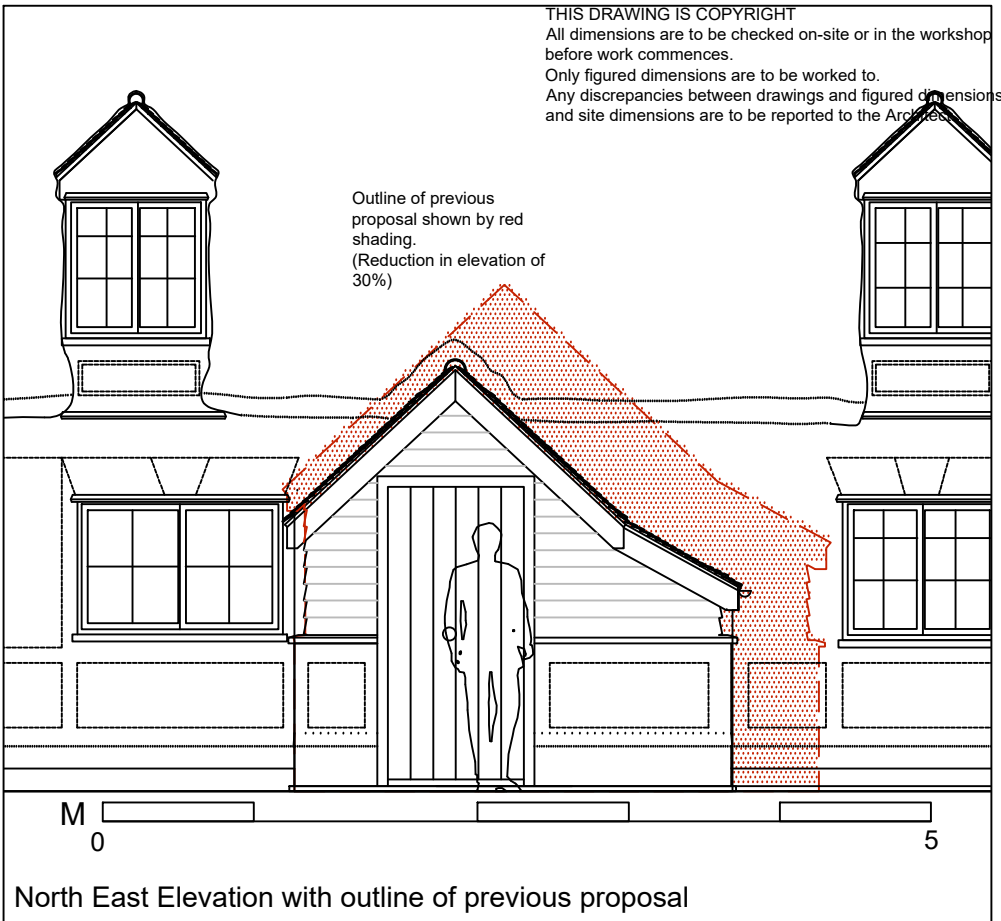 THIS DRAWING IS COPYRIGHT
All dimensions are to be checked on-site or in the workshop
before work commences.
Only figured dimensions are to be worked to.
Any discrepancies between drawings and figured dimensions
and site dimensions are to be reported to the Architect.
Outline of previous
proposal shown by red
shading.
(Reduction in elevation of
30%)
M
0
5
North East Elevation with outline of previous proposal